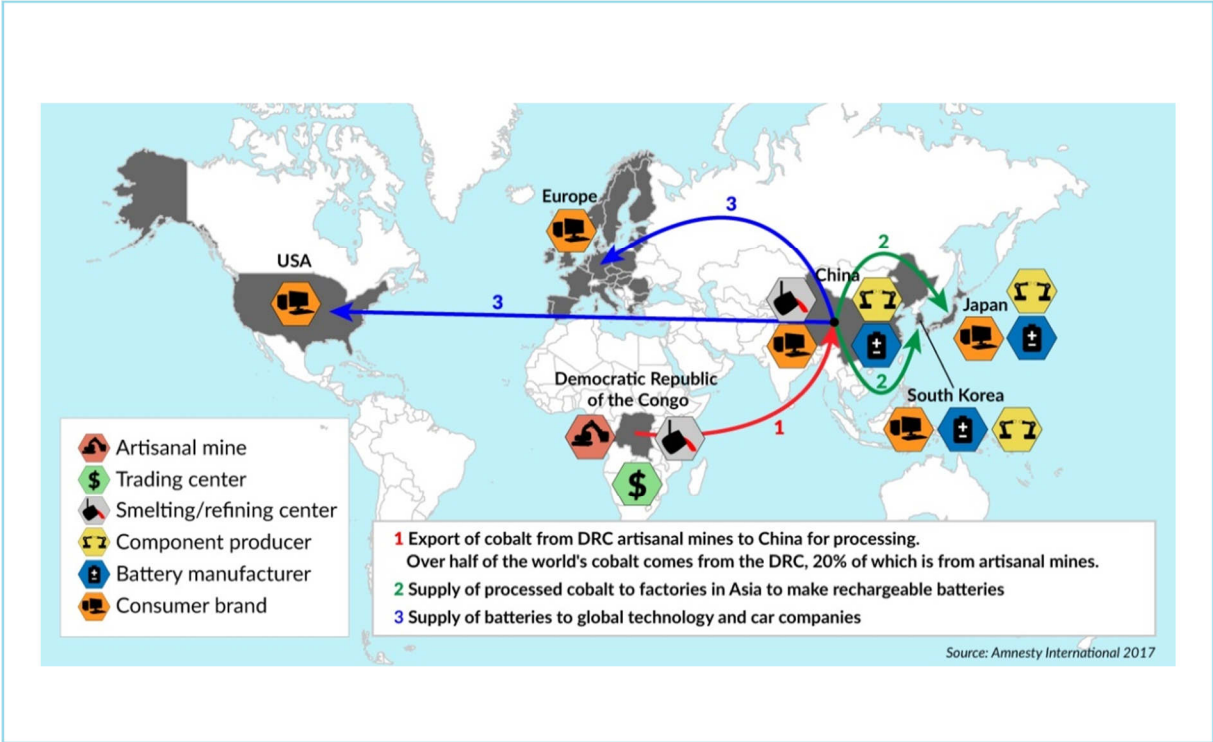 Europe
3
2
USA
China
3
Japan
Democratic Republic
of the Congo
2
South Korea
1
Artisanal mine
$ Trading center
Smelting/refining center
Component producer
Battery manufacturer
Consumer brand
$
1 Export of cobalt from DRC artisanal mines to China for processing.
Over half of the world's cobalt comes from the DRC, 20% of which is from artisanal mines.
2 Supply of processed cobalt to factories in Asia to make rechargeable batteries
3 Supply of batteries to global technology and car companies
Source: Amnesty International 2017